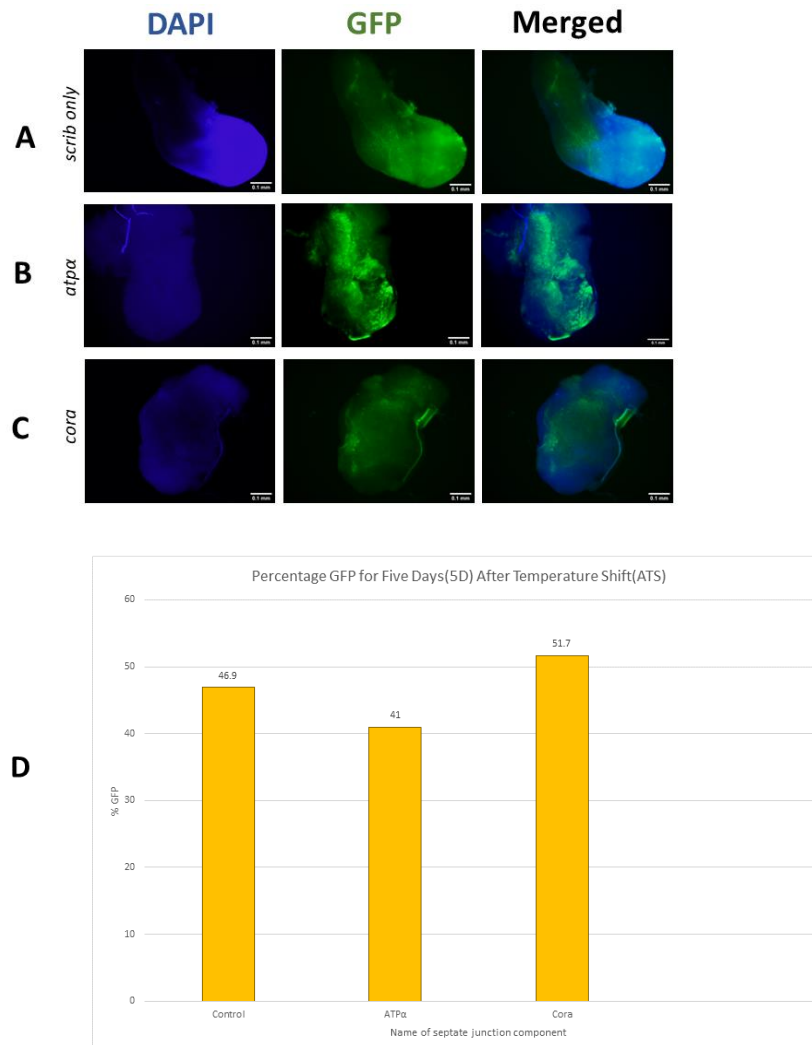 DAPI GFP Merged
A scrib only
0.1 mm 0.1 mm 0.1 mm
B atpα
0.1 mm 0.1 mm 0.1 mm
C cora
0.1 mm 0.1 mm 0.1 mm
D
Percentage GFP for Five Days(5D) After Temperature Shift(ATS)
60
50
40
30
20
10
0
% GFP
46.9
41
51.7
Control ATPα Cora
Name of septate junction component